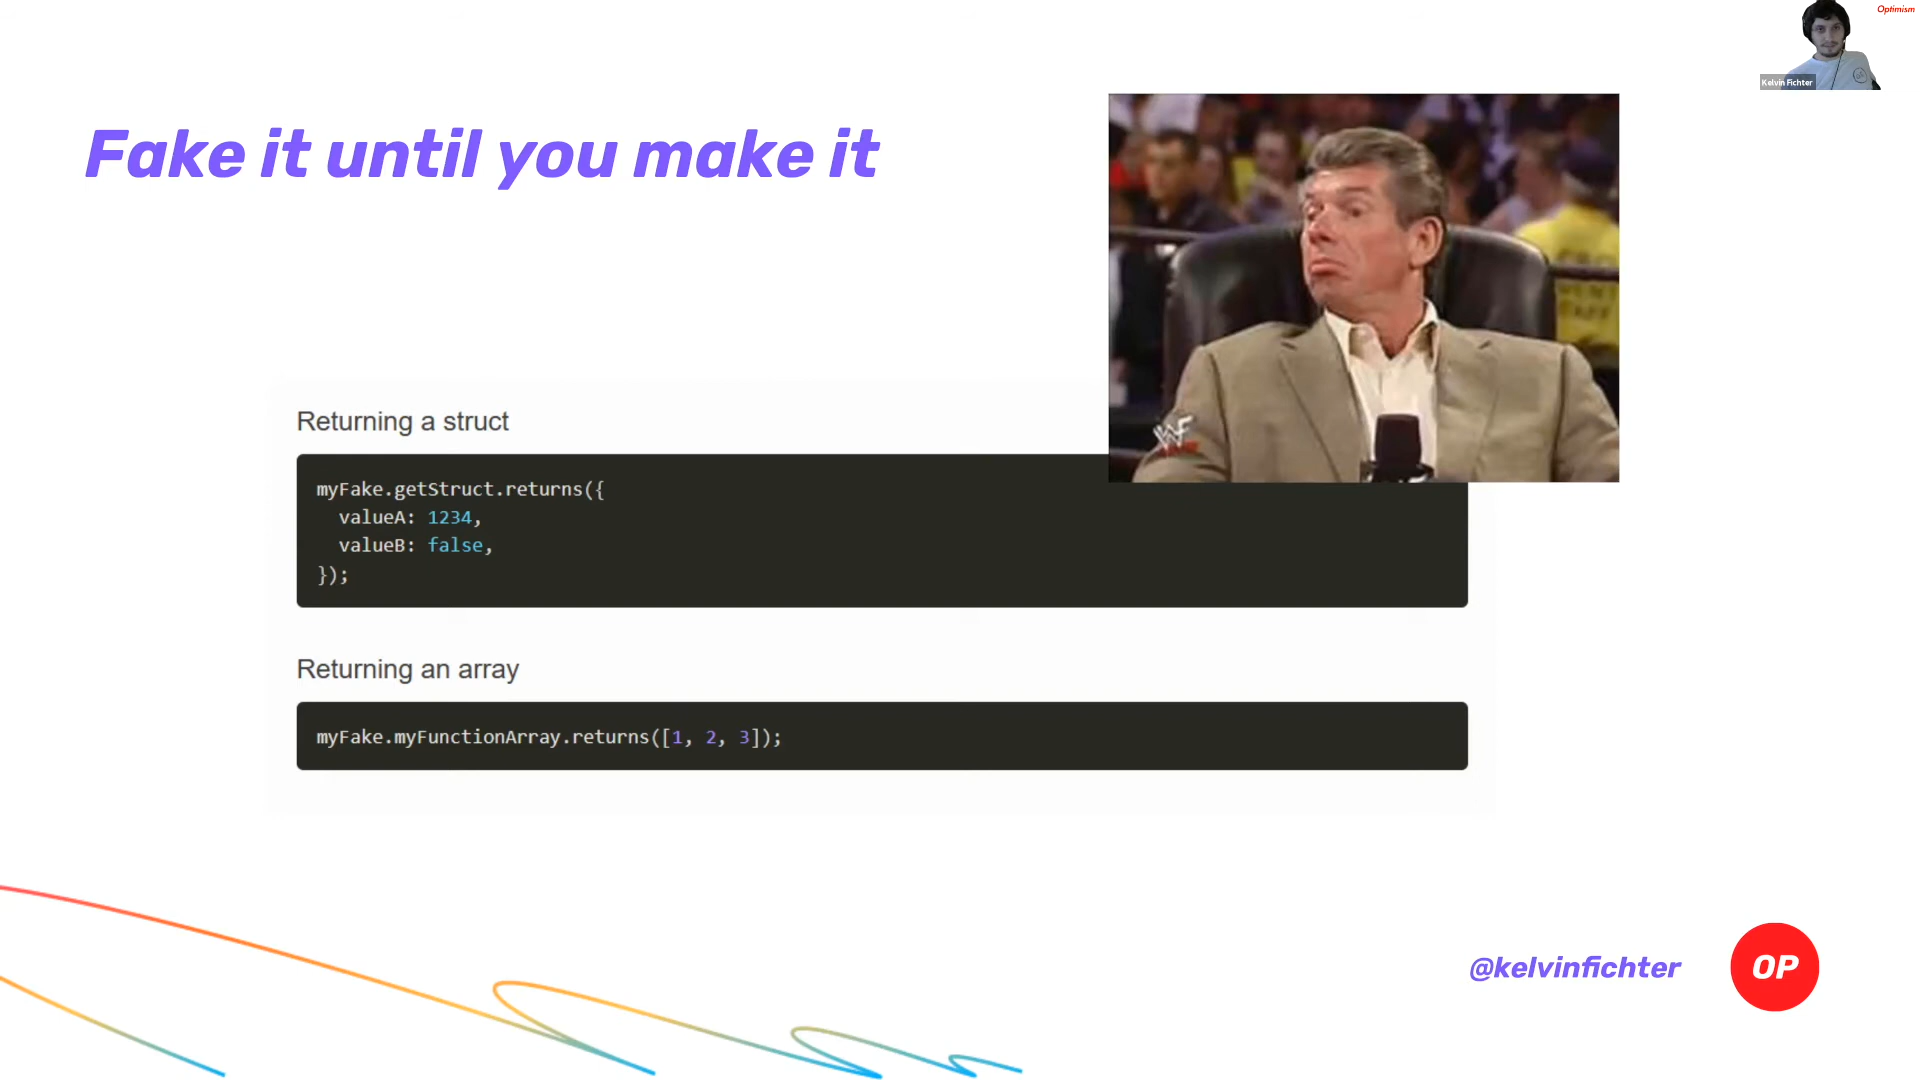 Optimism
Kelvin Fichter
Fake it until you make it
Returning a struct
myFake.getStruct.returns({
  valueA: 1234,
  valueB: false,
});
Returning an array
myFake.myFunctionArray.returns([1, 2, 3]);
@kelvinfichter
OP